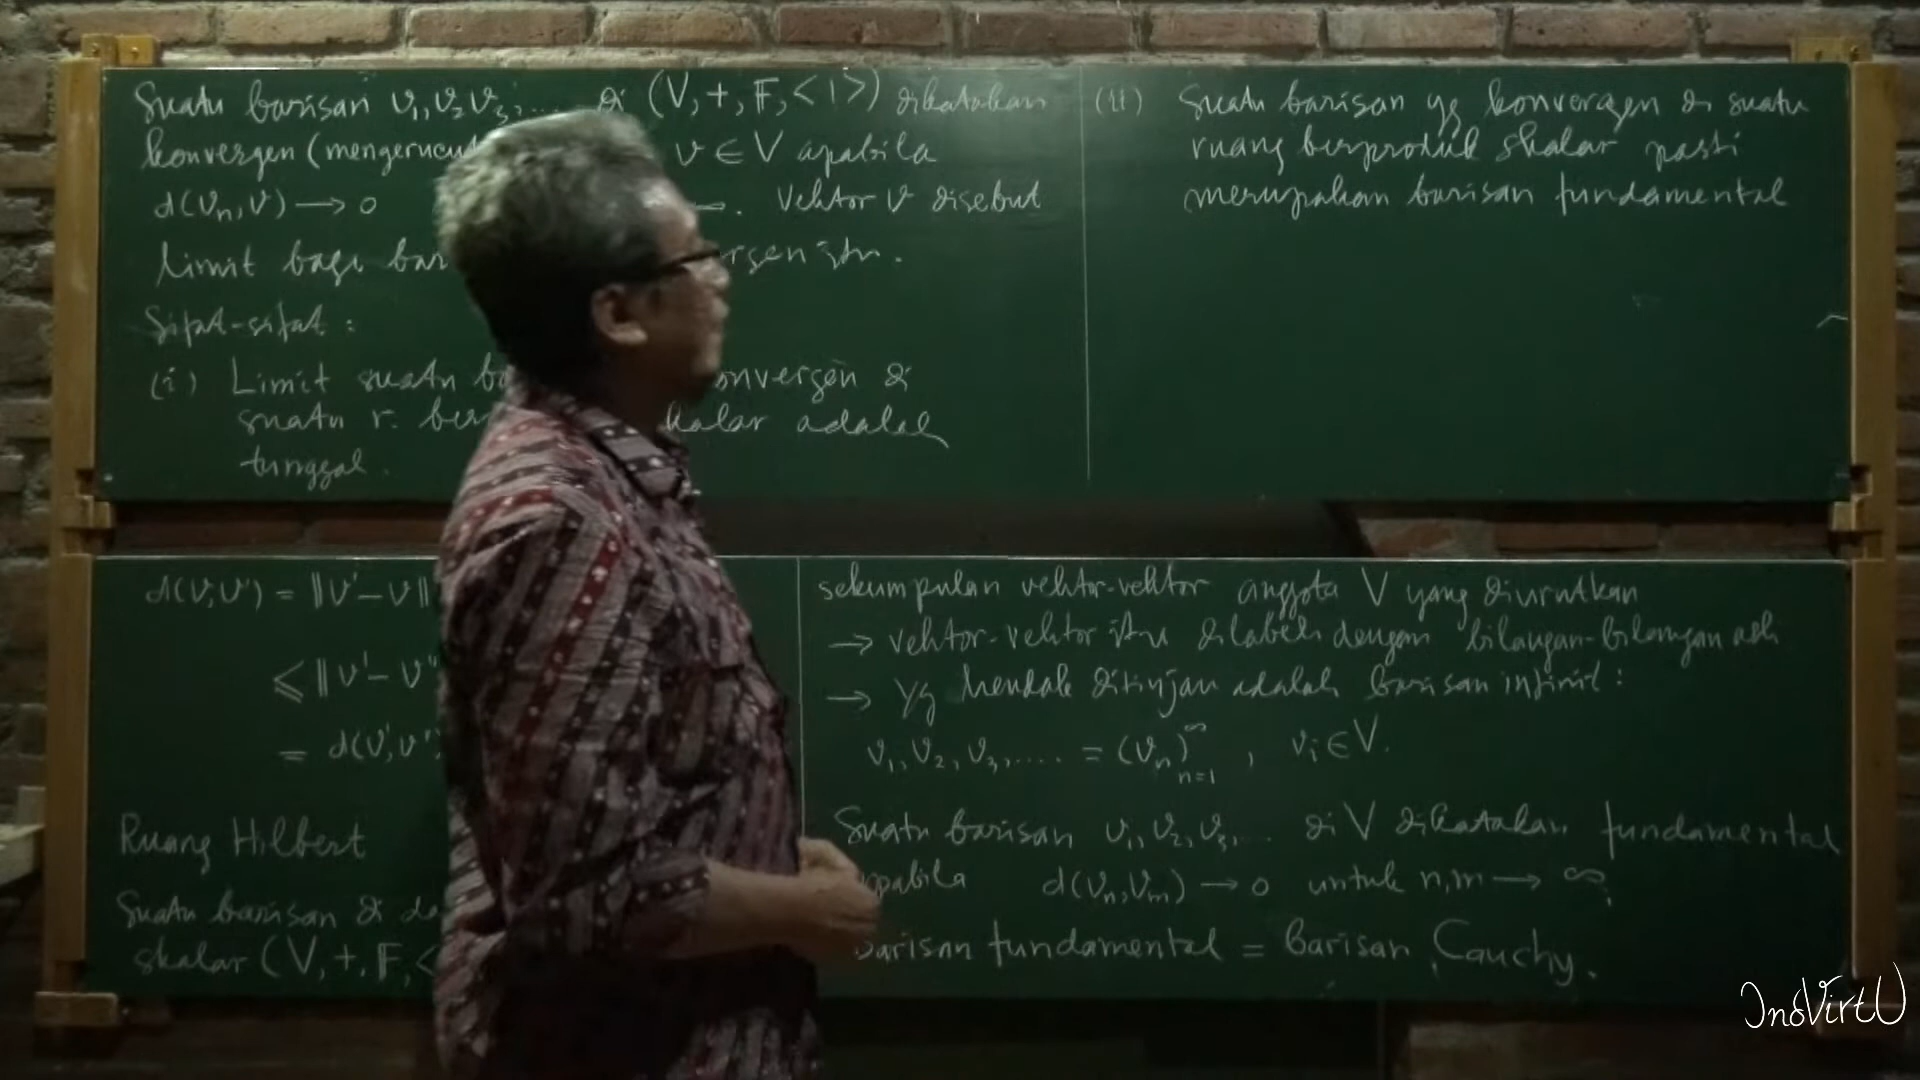 Suatu barisan v₁, v₂ v₃, .... di (V, +, F, < | >) dikatakan
konvergen (mengerucut v ∈ V apabila
d(vₙ, v) → 0 . Vektor v disebut
limit bagi bar rgen itu.
Sifat-sifat :
(i) Limit suatu ba onvergen di
suatu r. ber kalar adalah
tunggal.
(ii) Suatu barisan yg konvergen di suatu
ruang berproduk skalar pasti
merupakan barisan fundamental
d(v, v') = ||v' – v||
≤ ||v' – v"
= d(v', v"
Ruang Hilbert
Suatu barisan di da
skalar (V, +, F, <
sekumpulan vektor-vektor anggota V yang diurutkan
→ vektor-vektor itu dilabeli dengan bilangan-bilangan asli
→ yg hendak ditinjau adalah barisan infinit :
v₁, v₂, v₃, .... = (vₙ)^∞_{n=1} , vᵢ ∈ V.
Suatu barisan v₁, v₂, v₃, ... di V dikatakan fundamental
apabila d(vₙ, vₘ) → 0 untuk n, m → ∞,
barisan fundamental = Barisan Cauchy.
InoVirtU